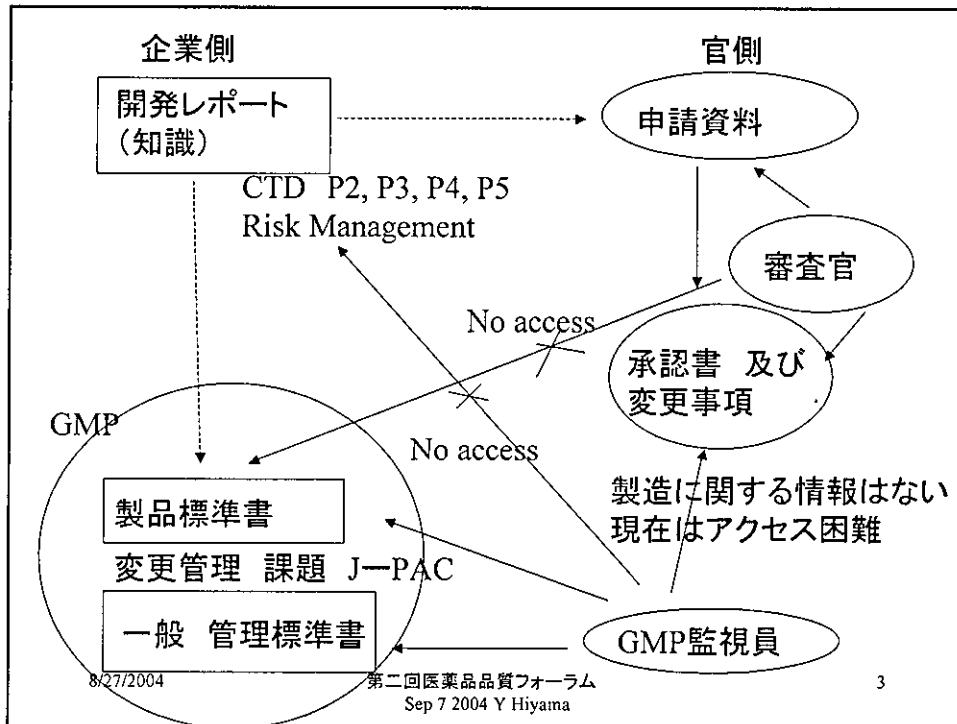 企業側
官側
開発レポート
(知識)
申請資料
CTD P2, P3, P4, P5
Risk Management
審査官
No access
承認書 及び
変更事項
GMP
No access
製造に関する情報はない
現在はアクセス困難
製品標準書
変更管理 課題 J－PAC
一般 管理標準書
GMP監視員
8/27/2004
第二回医薬品品質フォーラム
Sep 7 2004 Y Hiyama
3